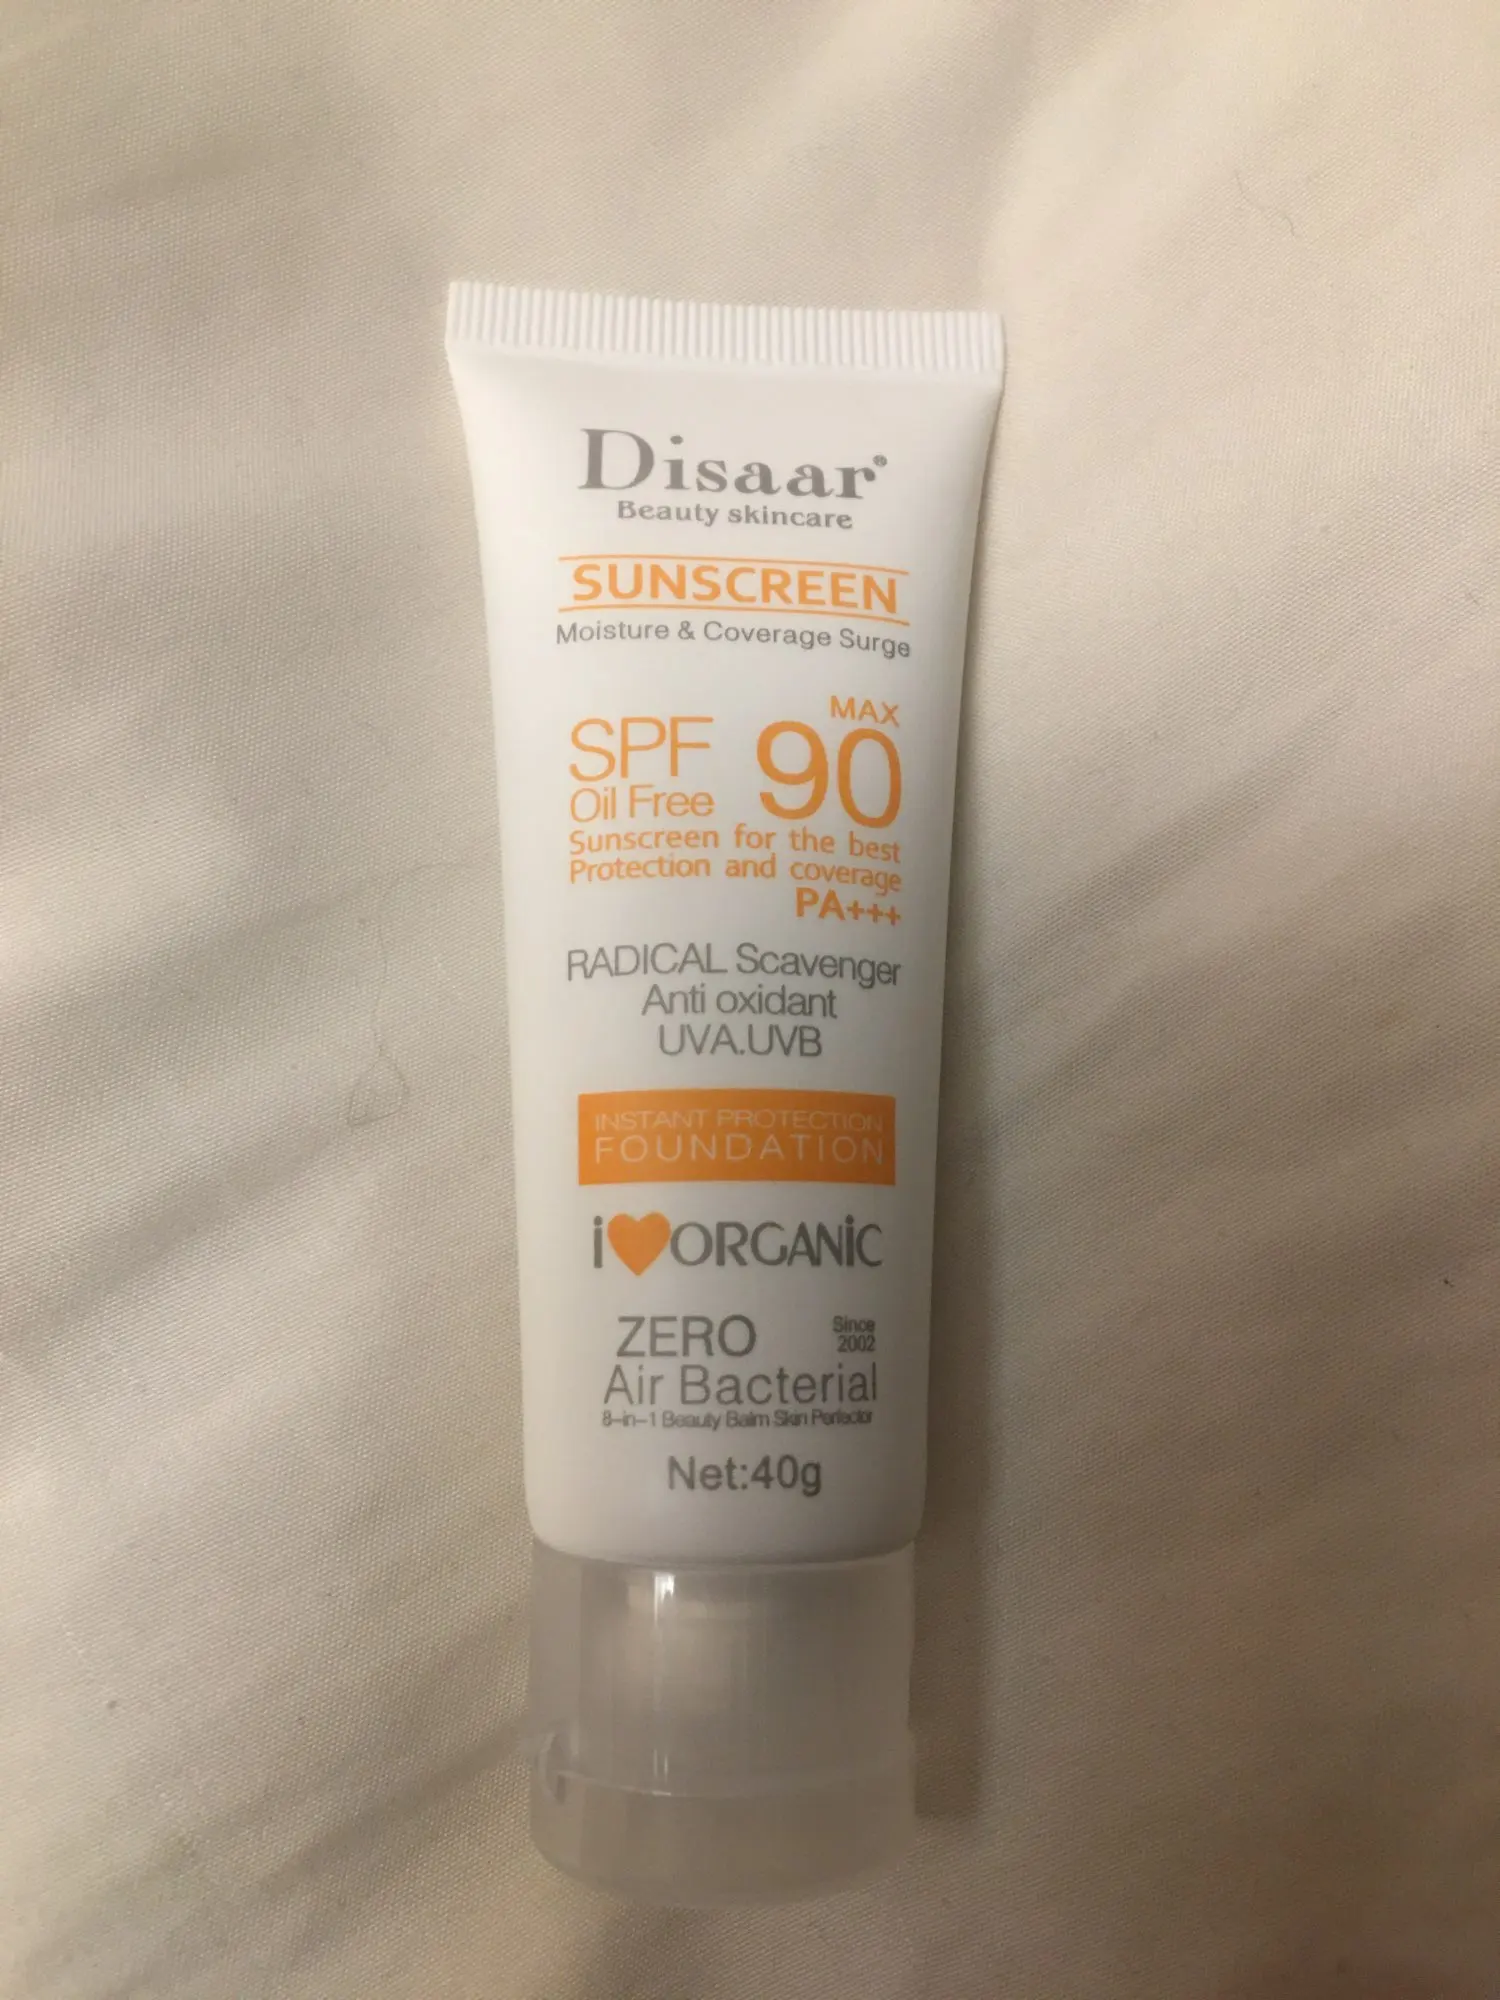 Disaar®
Beauty skincare
SUNSCREEN
Moisture & Coverage Surge
MAX
SPF 90
Oil Free
Sunscreen for the best
Protection and coverage
PA+++
RADICAL Scavenger
Anti oxidant
UVA.UVB
INSTANT PROTECTION
FOUNDATION
i ORGANiC
ZERO Since
2002
Air Bacterial
8-in-1 Beauty Balm Skin Perfector
Net:40g